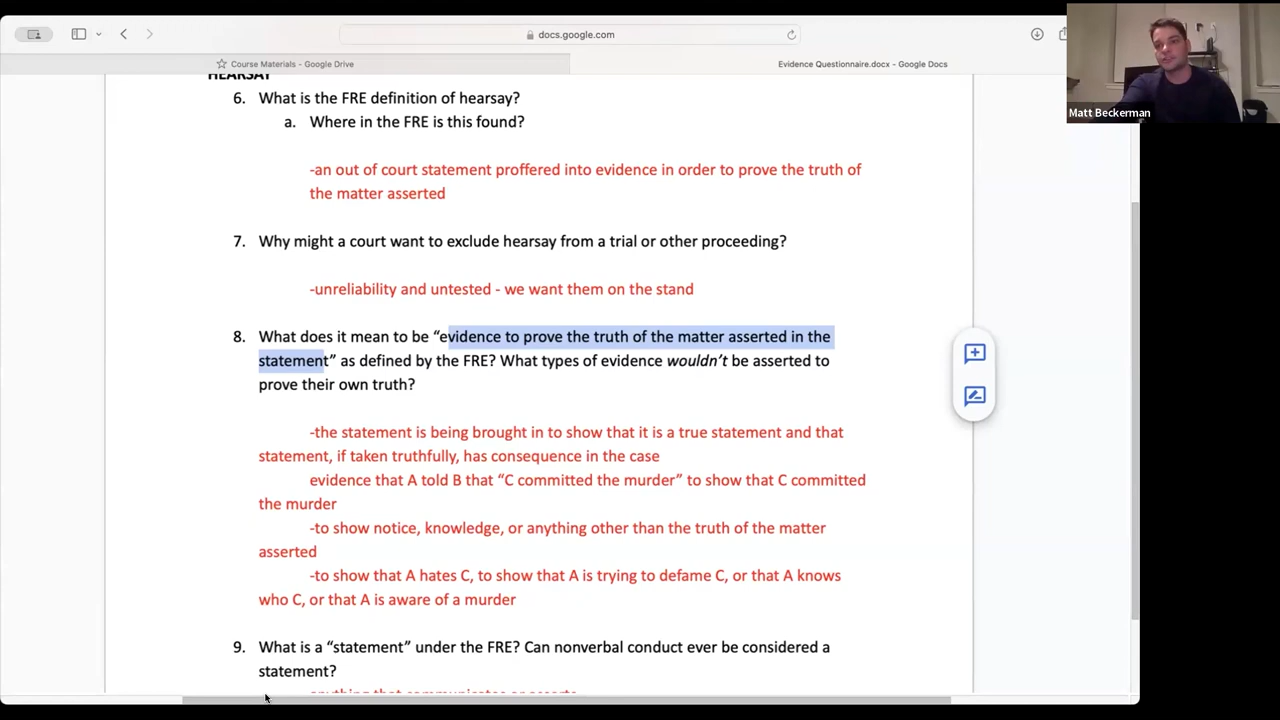 docs.google.com
Course Materials – Google Drive
Evidence Questionnaire.docx - Google Docs
Matt Beckerman
HEARSAY
6. What is the FRE definition of hearsay?
a. Where in the FRE is this found?
-an out of court statement proffered into evidence in order to prove the truth of
the matter asserted
7. Why might a court want to exclude hearsay from a trial or other proceeding?
-unreliability and untested - we want them on the stand
8. What does it mean to be “evidence to prove the truth of the matter asserted in the
statement” as defined by the FRE? What types of evidence wouldn’t be asserted to
prove their own truth?
-the statement is being brought in to show that it is a true statement and that
statement, if taken truthfully, has consequence in the case
evidence that A told B that “C committed the murder” to show that C committed
the murder
-to show notice, knowledge, or anything other than the truth of the matter
asserted
-to show that A hates C, to show that A is trying to defame C, or that A knows
who C, or that A is aware of a murder
9. What is a “statement” under the FRE? Can nonverbal conduct ever be considered a
statement?
-anything that communicates or asserts